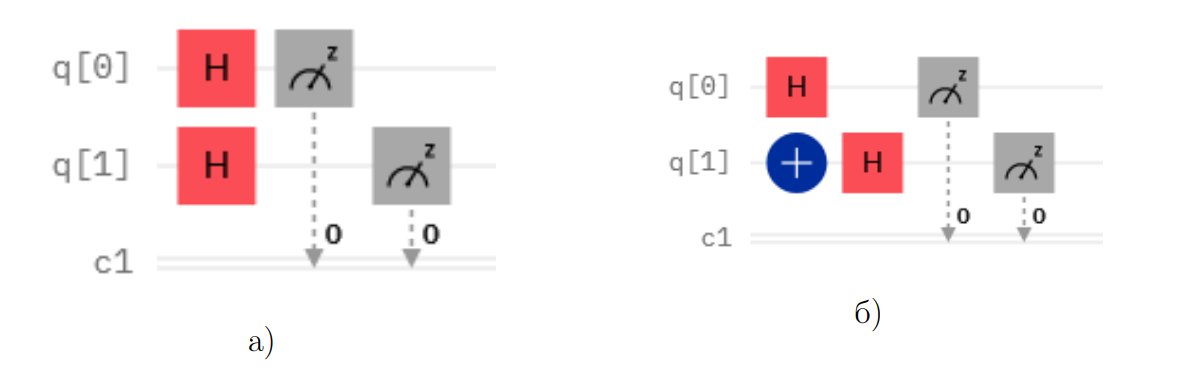 q[0] H z
q[1] H z
0 0
c1
а)
q[0] H z
q[1] + H z
0 0
c1
б)